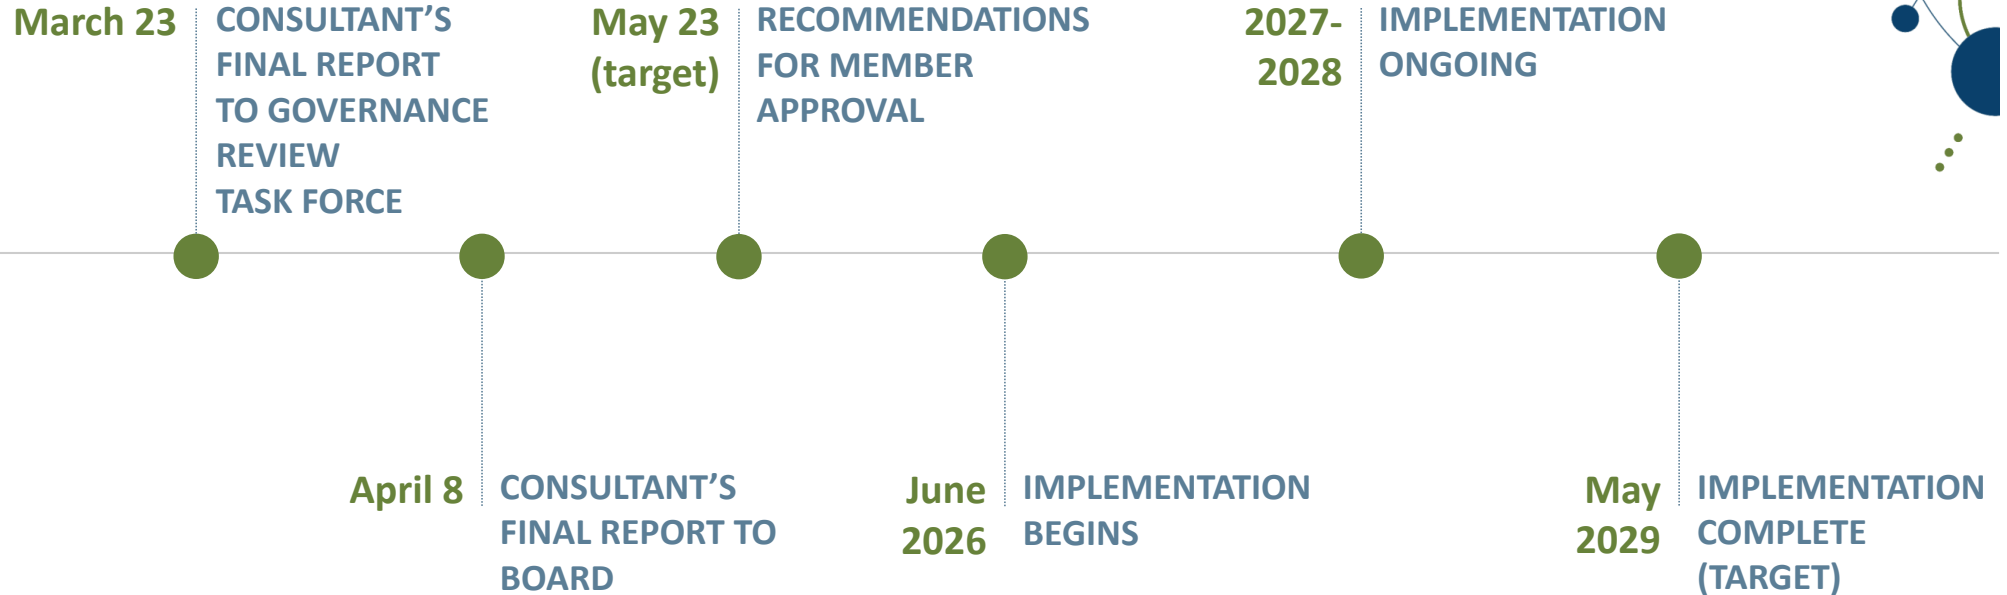 March 23
CONSULTANT'S
FINAL REPORT
TO GOVERNANCE
REVIEW
TASK FORCE
April 8
CONSULTANT'S
FINAL REPORT TO
BOARD
May 23
(target)
RECOMMENDATIONS
FOR MEMBER
APPROVAL
June
2026
IMPLEMENTATION
BEGINS
2027-
2028
IMPLEMENTATION
ONGOING
May
2029
IMPLEMENTATION
COMPLETE
(TARGET)